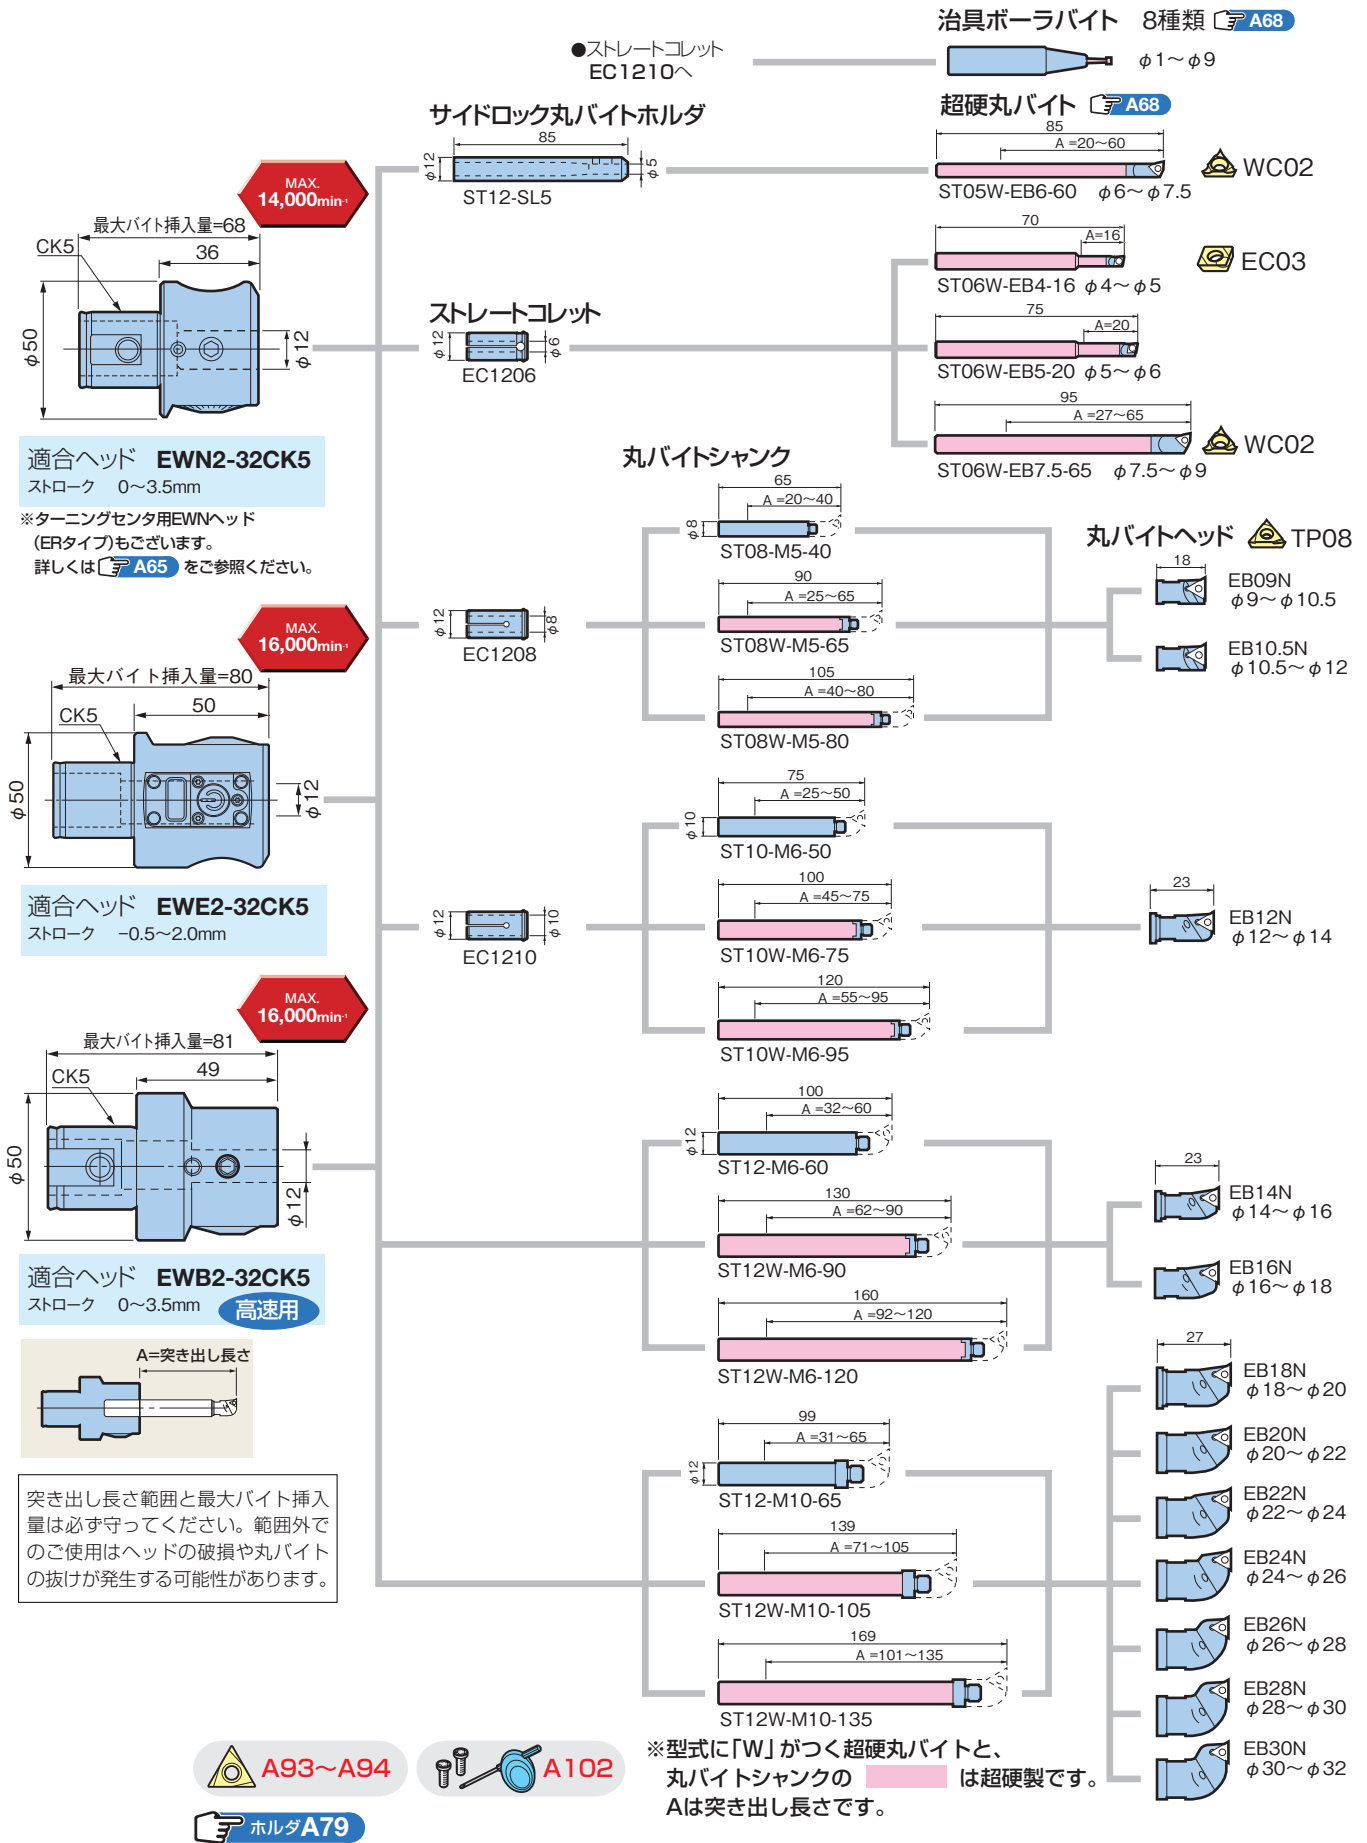 治具ボーラバイト 8種類 A68
φ1～φ9
●ストレートコレット
EC1210へ
サイドロック丸バイトホルダ
85
φ12
φ5
ST12-SL5
超硬丸バイト A68
85
A =20～60
ST05W-EB6-60 φ6～φ7.5
WC02
70
A=16
ST06W-EB4-16 φ4～φ5
EC03
75
A=20
ST06W-EB5-20 φ5～φ6
95
A =27～65
ST06W-EB7.5-65 φ7.5～φ9
WC02
MAX.
14,000min-1
最大バイト挿入量=68
CK5
36
φ50
φ12
適合ヘッド EWN2-32CK5
ストローク 0～3.5mm
※ターニングセンタ用EWNヘッド
(ERタイプ)もございます。
詳しくは A65 をご参照ください。
ストレートコレット
φ12
φ6
EC1206
丸バイトシャンク
65
A =20～40
φ8
ST08-M5-40
90
A =25～65
ST08W-M5-65
105
A =40～80
ST08W-M5-80
φ12
φ8
EC1208
丸バイトヘッド TP08
18
EB09N
φ9～φ10.5
EB10.5N
φ10.5～φ12
MAX.
16,000min-1
最大バイト挿入量=80
CK5
50
φ50
φ12
適合ヘッド EWE2-32CK5
ストローク −0.5～2.0mm
75
A =25～50
φ10
ST10-M6-50
100
A =45～75
ST10W-M6-75
120
A =55～95
ST10W-M6-95
φ12
φ10
EC1210
23
EB12N
φ12～φ14
MAX.
16,000min-1
最大バイト挿入量=81
CK5
49
φ50
φ12
適合ヘッド EWB2-32CK5
ストローク 0～3.5mm 高速用
100
A =32～60
φ12
ST12-M6-60
130
A =62～90
ST12W-M6-90
160
A =92～120
ST12W-M6-120
23
EB14N
φ14～φ16
EB16N
φ16～φ18
A=突き出し長さ
突き出し長さ範囲と最大バイト挿入
量は必ず守ってください。範囲外で
のご使用はヘッドの破損や丸バイト
の抜けが発生する可能性があります。
99
A =31～65
φ12
ST12-M10-65
139
A =71～105
ST12W-M10-105
169
A =101～135
ST12W-M10-135
27
EB18N
φ18～φ20
EB20N
φ20～φ22
EB22N
φ22～φ24
EB24N
φ24～φ26
EB26N
φ26～φ28
EB28N
φ28～φ30
EB30N
φ30～φ32
A93～A94
A102
ホルダA79
※型式に「W」がつく超硬丸バイトと、
丸バイトシャンクの は超硬製です。
Aは突き出し長さです。